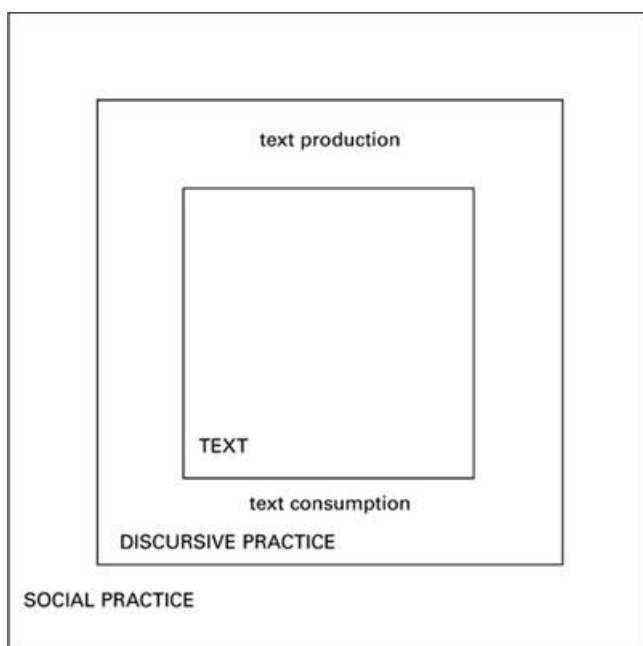 text production
TEXT
text consumption
DISCURSIVE PRACTICE
SOCIAL PRACTICE